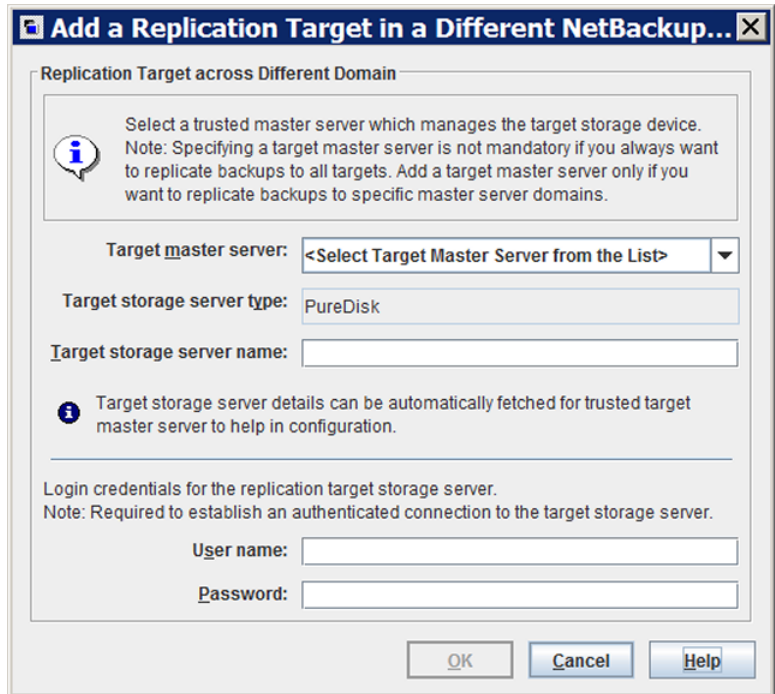 Add a Replication Target in a Different NetBackup...
Replication Target across Different Domain
Select a trusted master server which manages the target storage device.
Note: Specifying a target master server is not mandatory if you always want
to replicate backups to all targets. Add a target master server only if you
want to replicate backups to specific master server domains.
Target master server: <Select Target Master Server from the List>
Target storage server type: PureDisk
Target storage server name:
Target storage server details can be automatically fetched for trusted target
master server to help in configuration.
Login credentials for the replication target storage server.
Note: Required to establish an authenticated connection to the target storage server.
User name:
Password:
OK Cancel Help